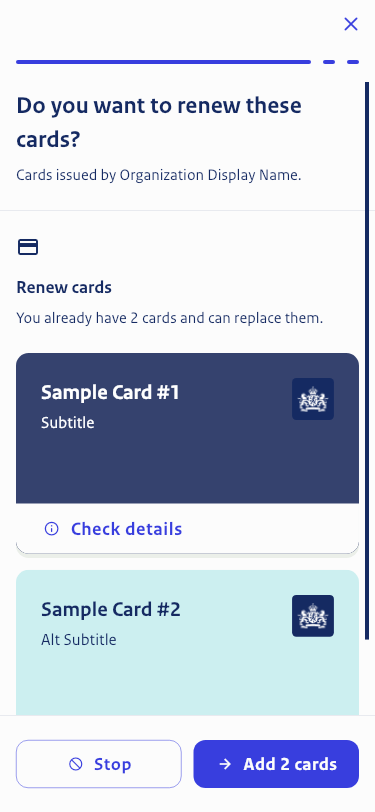 Do you want to renew these
cards?
Cards issued by Organization Display Name.
Renew cards
You already have 2 cards and can replace them.
Sample Card #1
Subtitle
Check details
Sample Card #2
Alt Subtitle
Stop
Add 2 cards